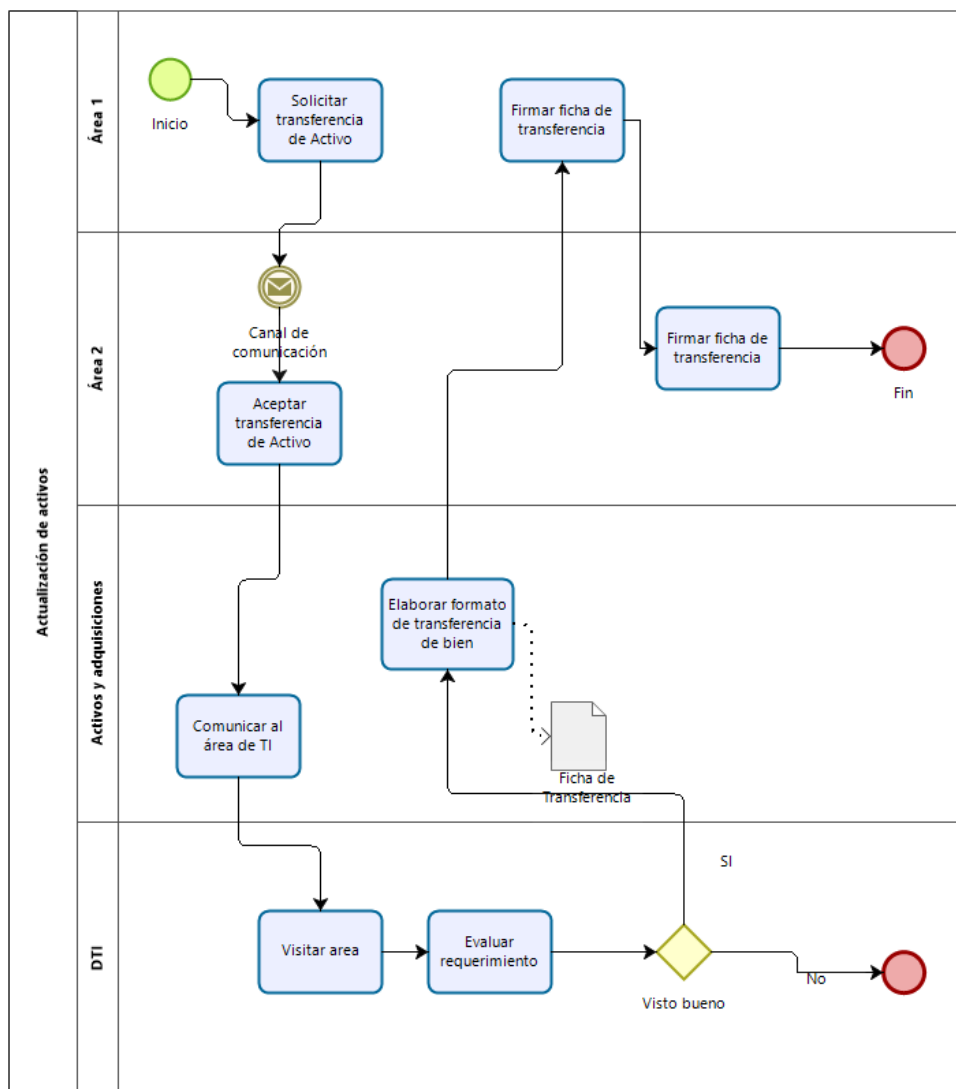 Actualización de activos
Área 1
Inicio
Solicitar
transferencia
de Activo
Firmar ficha de
transferencia
Área 2
Canal de
comunicación
Aceptar
transferencia
de Activo
Firmar ficha de
transferencia
Fin
Activos y adquisiciones
Elaborar formato
de transferencia
de bien
Comunicar al
área de TI
Ficha de
Transferencia
DTI
Visitar area
Evaluar
requerimiento
Visto bueno
SI
No